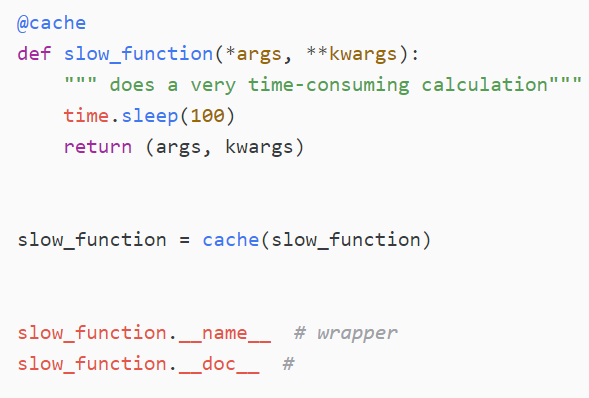 @cache
def slow_function(*args, **kwargs):
    """ does a very time-consuming calculation"""
    time.sleep(100)
    return (args, kwargs)
slow_function = cache(slow_function)
slow_function.__name__  # wrapper
slow_function.__doc__  #